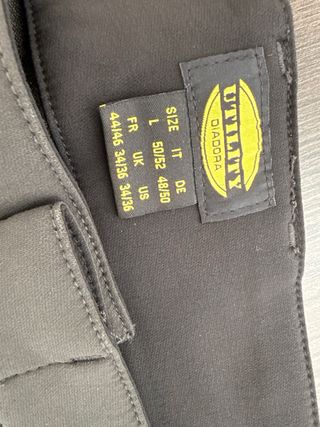 UTILITY
DIADORA
SIZE IT DE
L 50/52 48/50
FR UK US
44/46 34/36 34/36